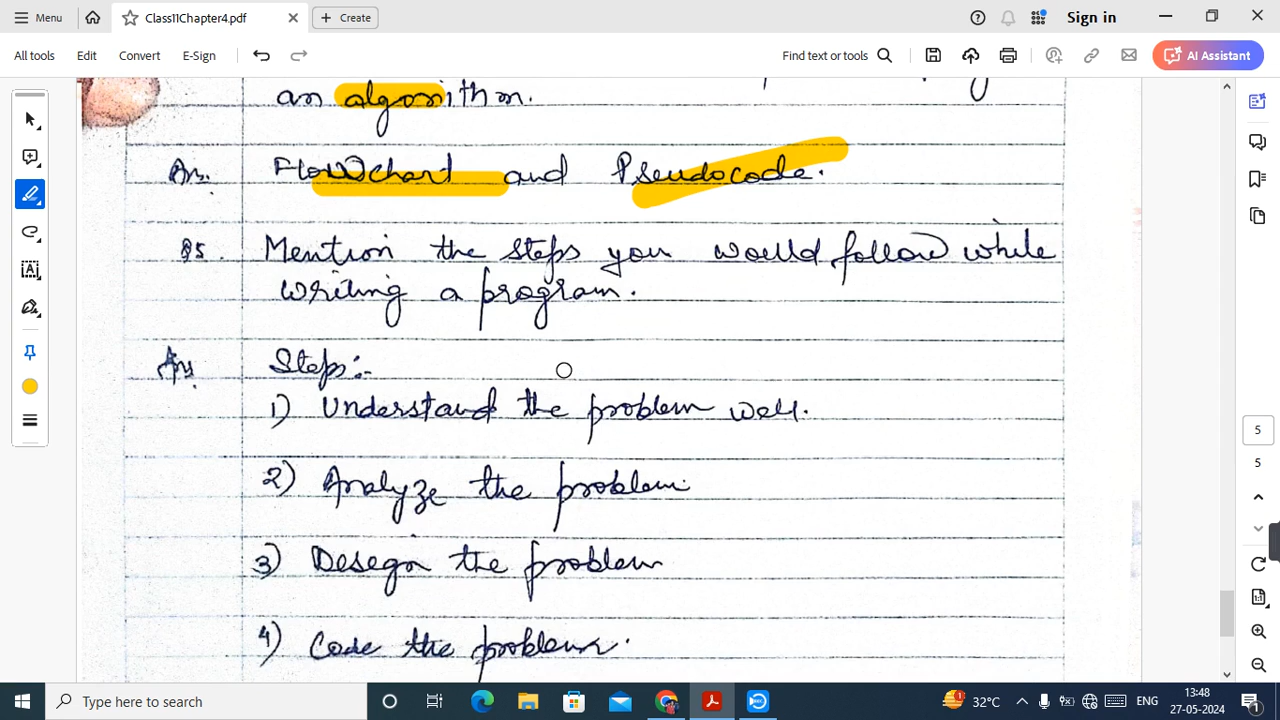 Menu
Class11Chapter4.pdf
Create
Sign in
All tools
Edit
Convert
E-Sign
Find text or tools
AI Assistant
an algorithm.
Ans. Flowchart and Pseudocode.
Q5. Mention the steps you would follow while
writing a program.
Ans. Steps:-
1) Understand the problem well.
2) Analyze the problem.
3) Desegn the problem
4) Code the problem.
5
5
Type here to search
1
32°C
ENG
13:48
27-05-2024
1